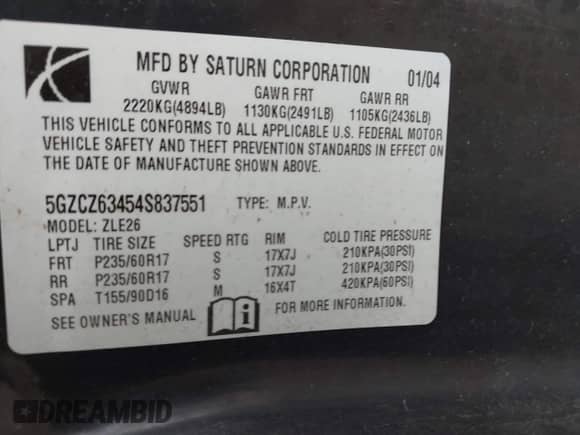 MFD BY SATURN CORPORATION 01/04
GVWR GAWR FRT GAWR RR
2220KG(4894LB) 1130KG(2491LB) 1105KG(2436LB)
THIS VEHICLE CONFORMS TO ALL APPLICABLE U.S. FEDERAL MOTOR
VEHICLE SAFETY AND THEFT PREVENTION STANDARDS IN EFFECT ON
THE DATE OF MANUFACTURE SHOWN ABOVE.
5GZCZ63454S837551 TYPE: M.P.V.
MODEL: ZLE26
LPTJ TIRE SIZE SPEED RTG RIM COLD TIRE PRESSURE
FRT P235/60R17 S 17X7J 210KPA(30PSI)
RR P235/60R17 S 17X7J 210KPA(30PSI)
SPA T155/90D16 M 16X4T 420KPA(60PSI)
SEE OWNER'S MANUAL FOR MORE INFORMATION.
DREAMBID